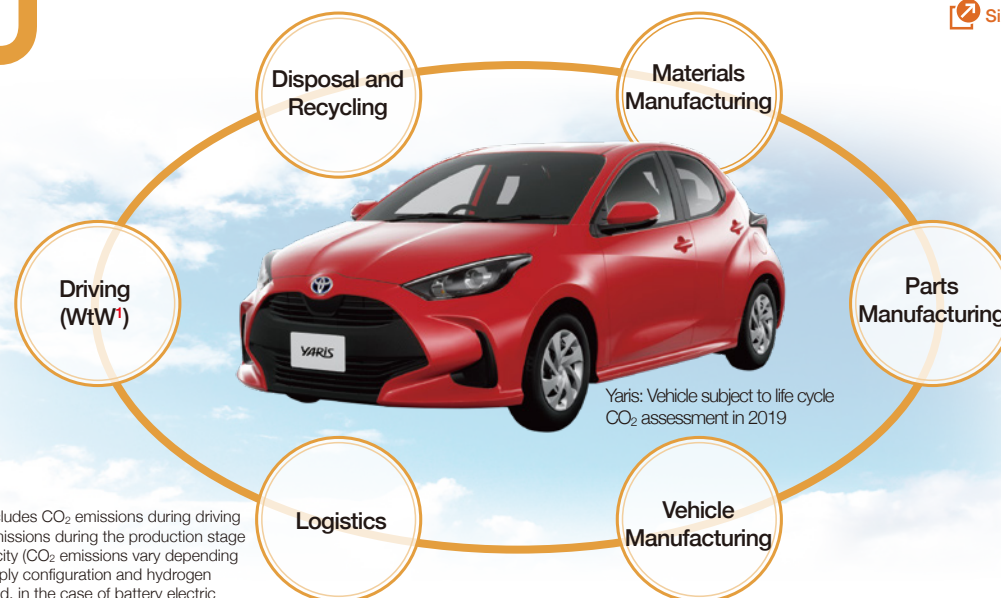 Si
Disposal and
Recycling
Materials
Manufacturing
Driving
(WtW¹)
Parts
Manufacturing
YARIS
Yaris: Vehicle subject to life cycle
CO₂ assessment in 2019
Logistics
Vehicle
Manufacturing
cludes CO₂ emissions during driving
missions during the production stage
city (CO₂ emissions vary depending
ply configuration and hydrogen
d, in the case of battery electric